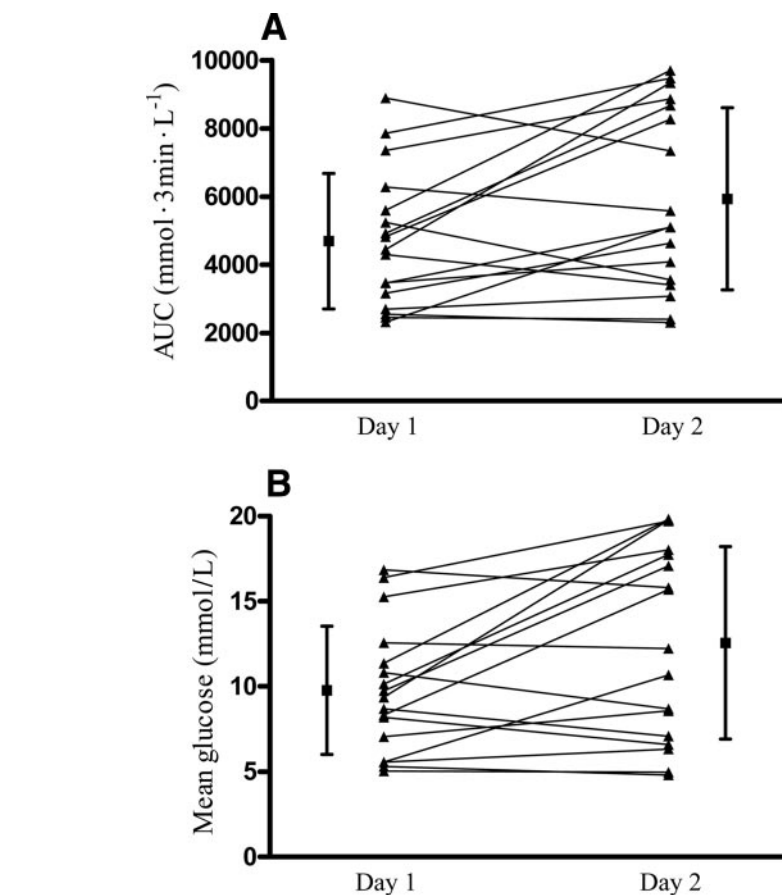 A
10000
8000
6000
4000
2000
0
AUC (mmol · 3min · L⁻¹)
Day 1
Day 2
B
20
15
10
5
0
Mean glucose (mmol/L)
Day 1
Day 2